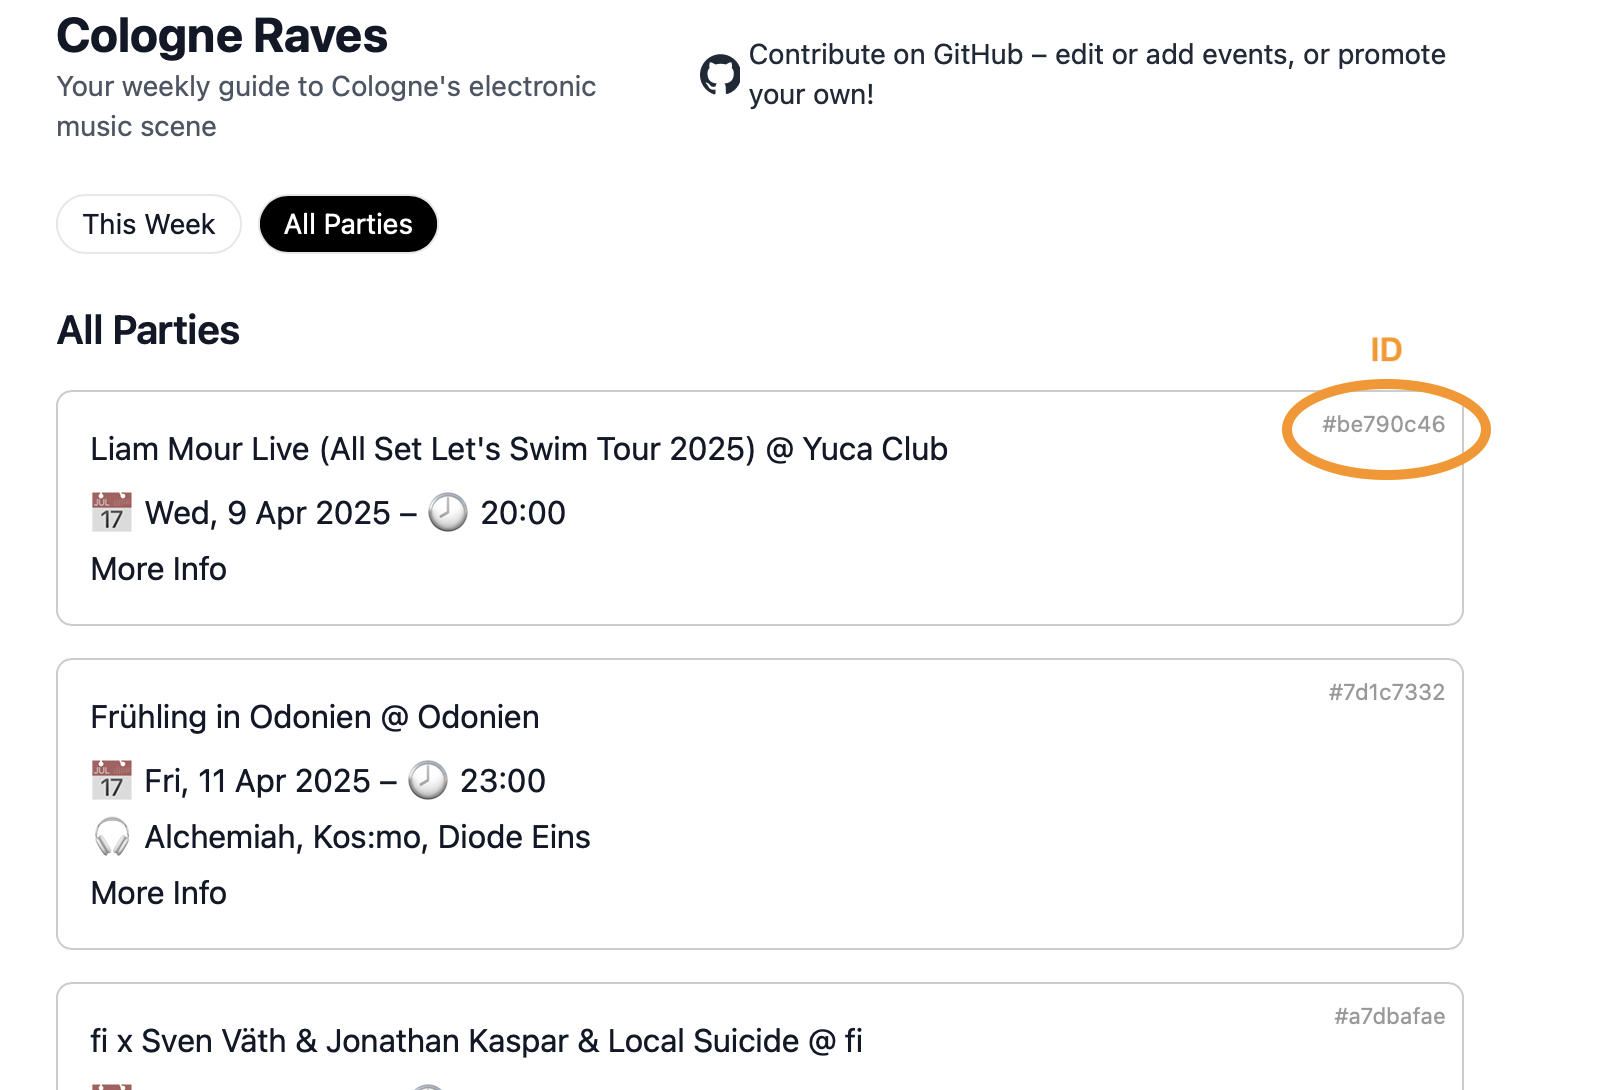 Cologne Raves
Your weekly guide to Cologne's electronic
music scene
Contribute on GitHub – edit or add events, or promote
your own!
This Week
All Parties
All Parties
ID
#be790c46
Liam Mour Live (All Set Let's Swim Tour 2025) @ Yuca Club
JUL 17 Wed, 9 Apr 2025 – 20:00
More Info
#7d1c7332
Frühling in Odonien @ Odonien
JUL 17 Fri, 11 Apr 2025 – 23:00
Alchemiah, Kos:mo, Diode Eins
More Info
#a7dbafae
fi x Sven Väth & Jonathan Kaspar & Local Suicide @ fi